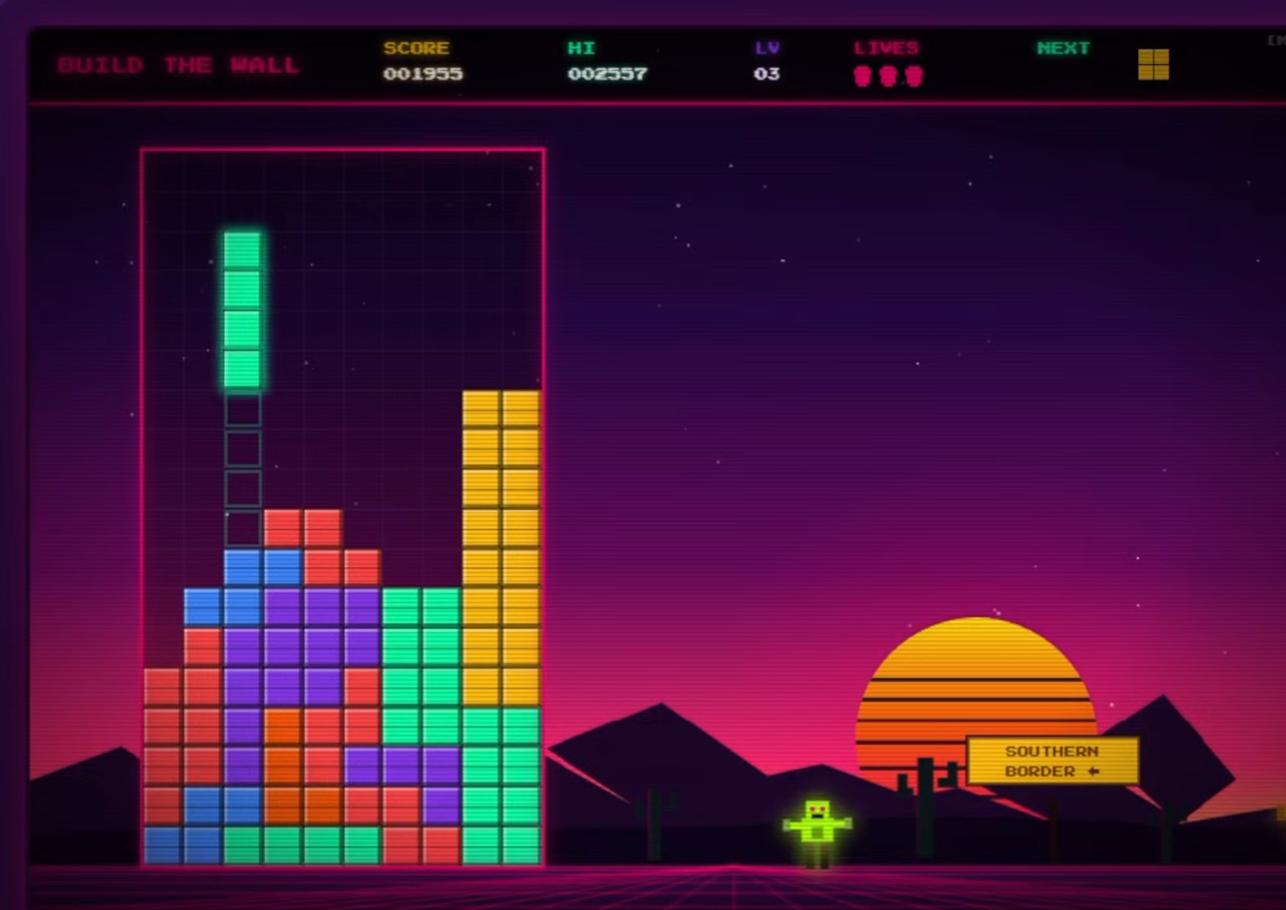 BUILD THE WALL
SCORE
001955
HI
002557
LV
03
LIVES
NEXT
SOUTHERN
BORDER ←